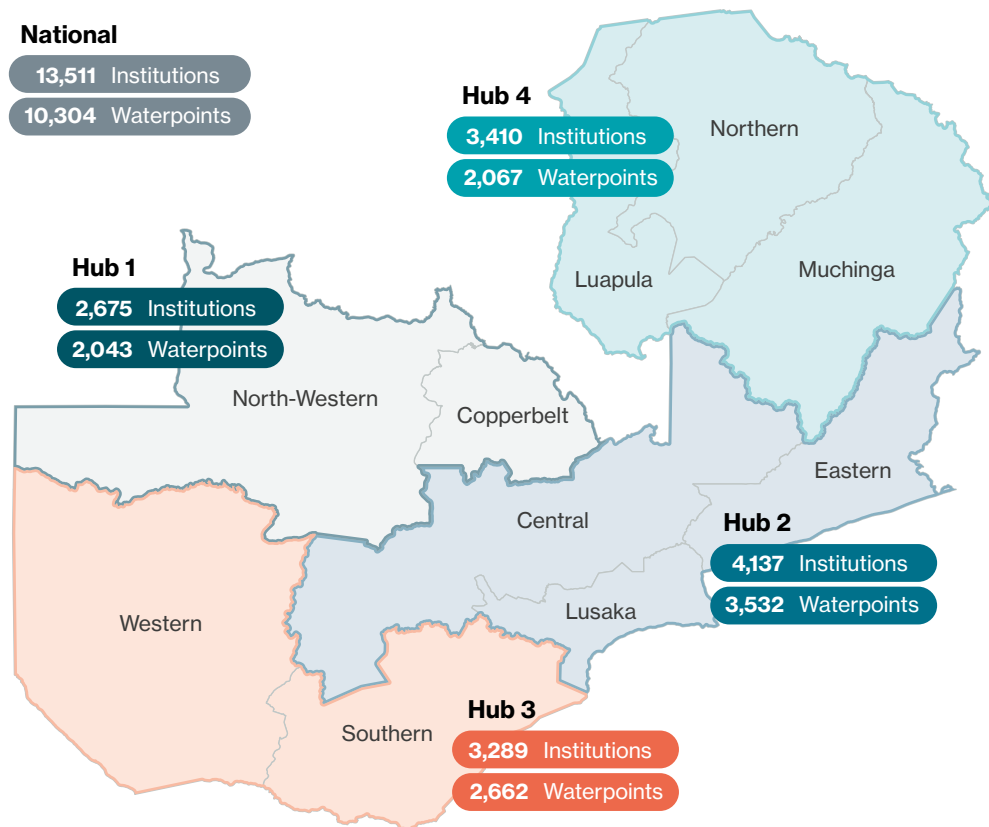 National
13,511 Institutions
10,304 Waterpoints
Hub 4
3,410 Institutions
2,067 Waterpoints
Northern
Luapula
Muchinga
Hub 1
2,675 Institutions
2,043 Waterpoints
North-Western
Copperbelt
Eastern
Central
Hub 2
4,137 Institutions
3,532 Waterpoints
Lusaka
Western
Southern
Hub 3
3,289 Institutions
2,662 Waterpoints